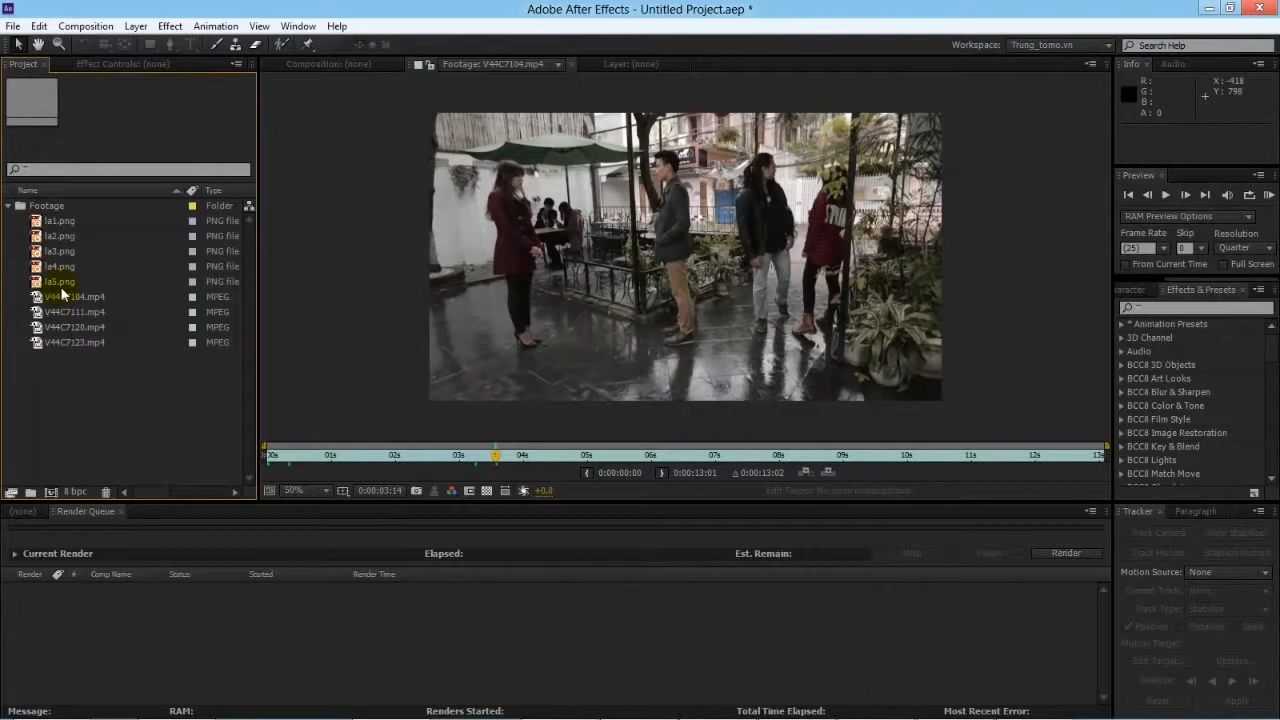 Adobe After Effects - Untitled Project.aep *
File Edit Composition Layer Effect Animation View Window Help
Workspace: Trung_tomo.vn Search Help
Project Effect Controls: (none) Composition: (none) Footage: V44C7104.mp4 Layer: (none) Info Audio
R: X: -418
G: Y: 798
B:
A: 0
Preview
Name Type
Footage Folder
la1.png PNG file
la2.png PNG file
la3.png PNG file
la4.png PNG file
la5.png PNG file
V44C7104.mp4 MPEG
V44C7111.mp4 MPEG
V44C7120.mp4 MPEG
V44C7123.mp4 MPEG
RAM Preview Options
Frame Rate Skip Resolution
(25) 0 Quarter
From Current Time Full Screen
aracter Effects & Presets
* Animation Presets
3D Channel
Audio
BCC8 3D Objects
BCC8 Art Looks
BCC8 Blur & Sharpen
BCC8 Color & Tone
BCC8 Film Style
BCC8 Image Restoration
BCC8 Key & Blend
BCC8 Lights
BCC8 Match Move
00s 01s 02s 03s 04s 05s 06s 07s 08s 09s 10s 11s 12s 13s
0:00:00:00 0:00:13:01 Δ 0:00:13:02
8 bpc 50% 0:00:03:14 +0.0 Edit Target: No open compositions.
(none) Render Queue
Current Render Elapsed: Est. Remain: Stop Pause Render
Render # Comp Name Status Started Render Time
Tracker Paragraph
Track Camera Warp Stabilizer
Track Motion Stabilize Motion
Motion Source: None
Current Track: None
Track Type: Stabilize
Position Rotation Scale
Motion Target:
Edit Target... Options...
Analyze:
Reset Apply
Message: RAM: Renders Started: Total Time Elapsed: Most Recent Error: